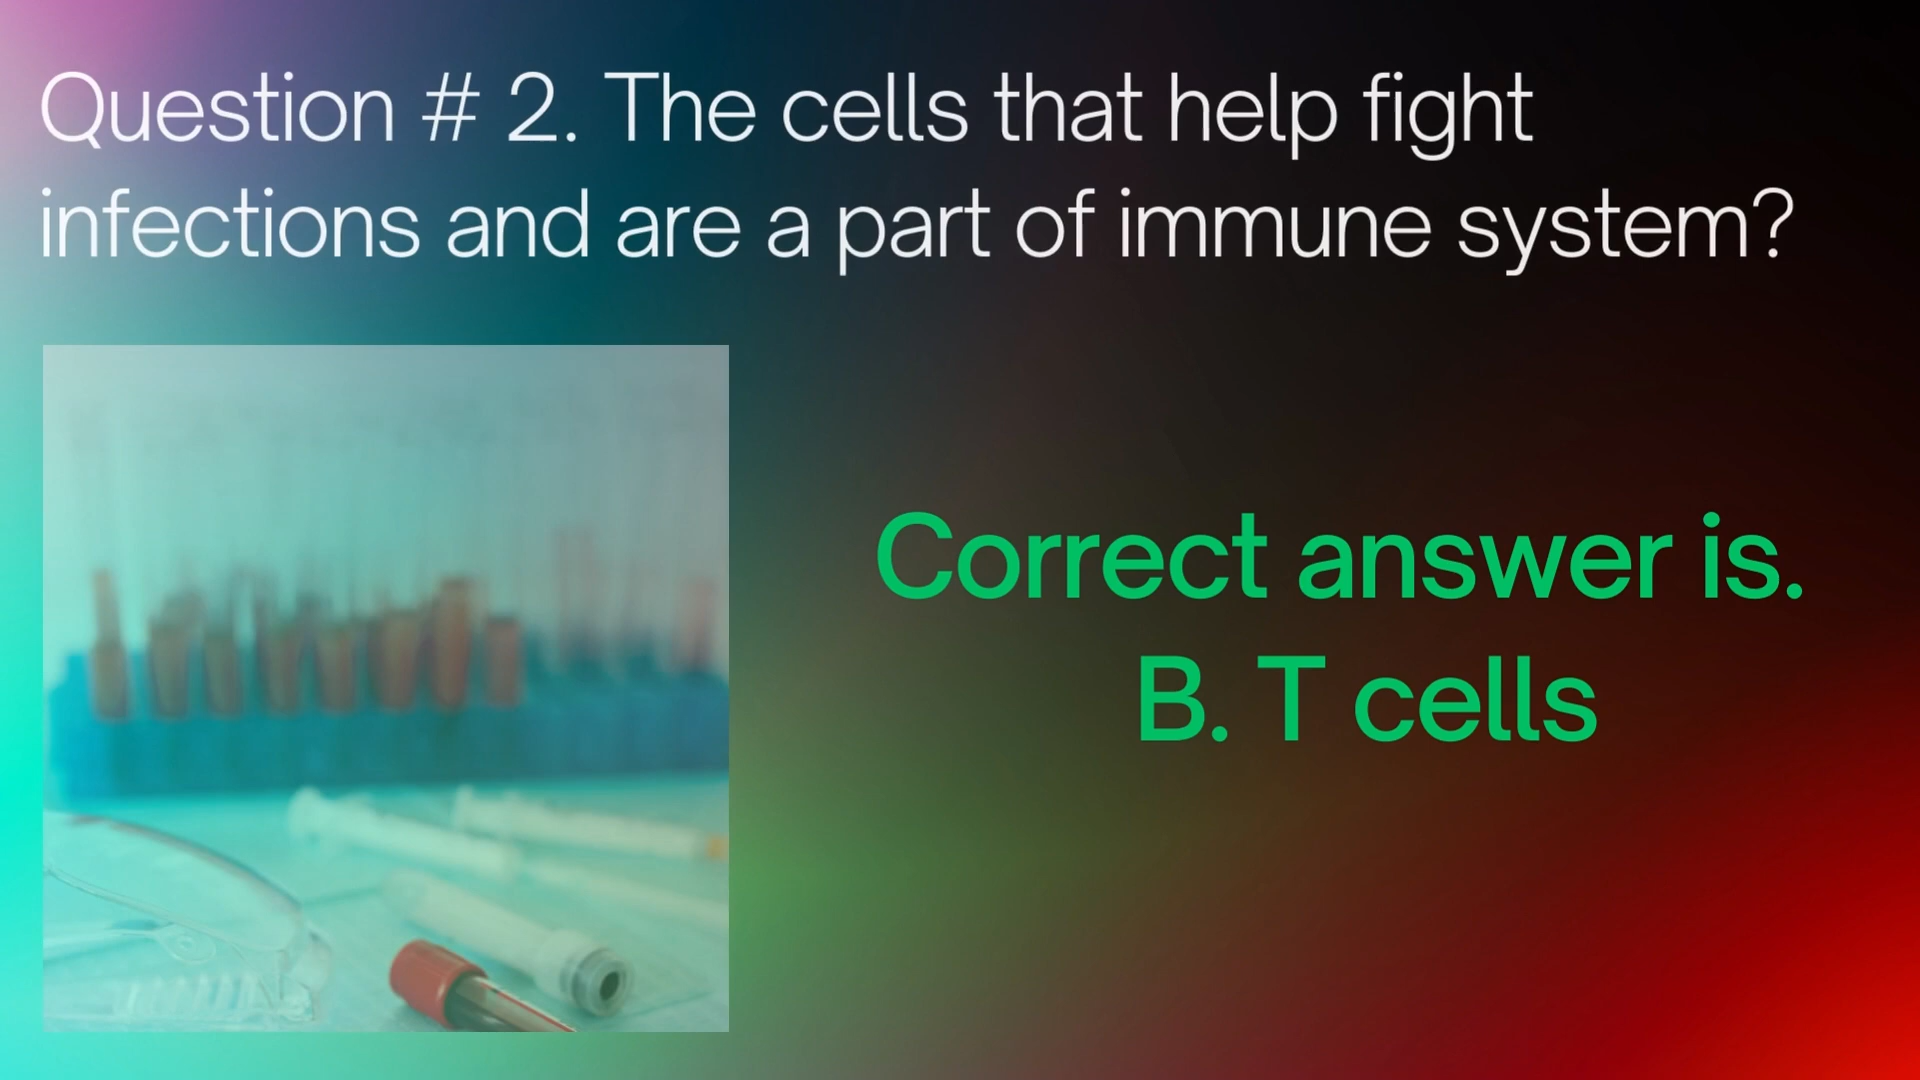 Question # 2. The cells that help fight
infections and are a part of immune system?
Correct answer is.
B. T cells